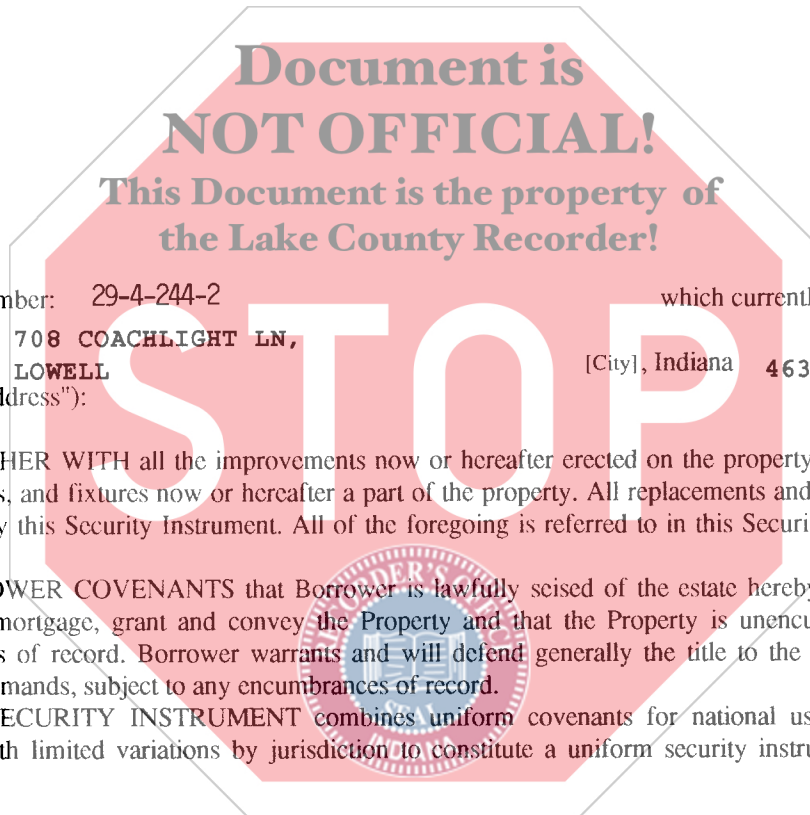 Document is
NOT OFFICIAL!
This Document is the property of
the Lake County Recorder!
mber: 29-4-244-2 which currentl
708 COACHLIGHT LN,
LOWELL [City], Indiana 463
ddress"):
STOP
HER WITH all the improvements now or hereafter erected on the property
s, and fixtures now or hereafter a part of the property. All replacements and
y this Security Instrument. All of the foregoing is referred to in this Securi
OWER COVENANTS that Borrower is lawfully seised of the estate hereby
mortgage, grant and convey the Property and that the Property is unencu
s of record. Borrower warrants and will defend generally the title to the
mands, subject to any encumbrances of record.
ECURITY INSTRUMENT combines uniform covenants for national us
th limited variations by jurisdiction to constitute a uniform security instru
RECORDER'S OFFICE
SEAL
INDIANA